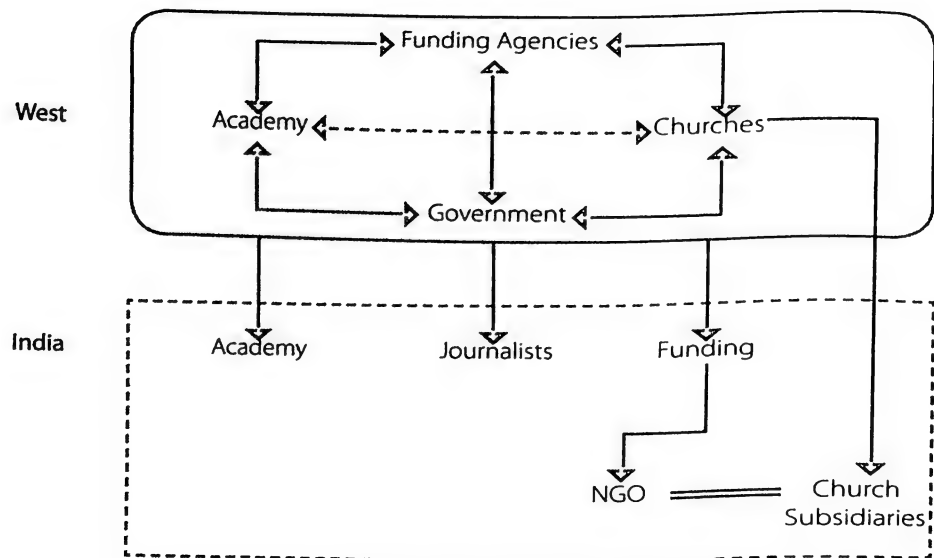 Funding Agencies
West
Academy
Churches
Government
India
Academy
Journalists
Funding
NGO
Church
Subsidiaries